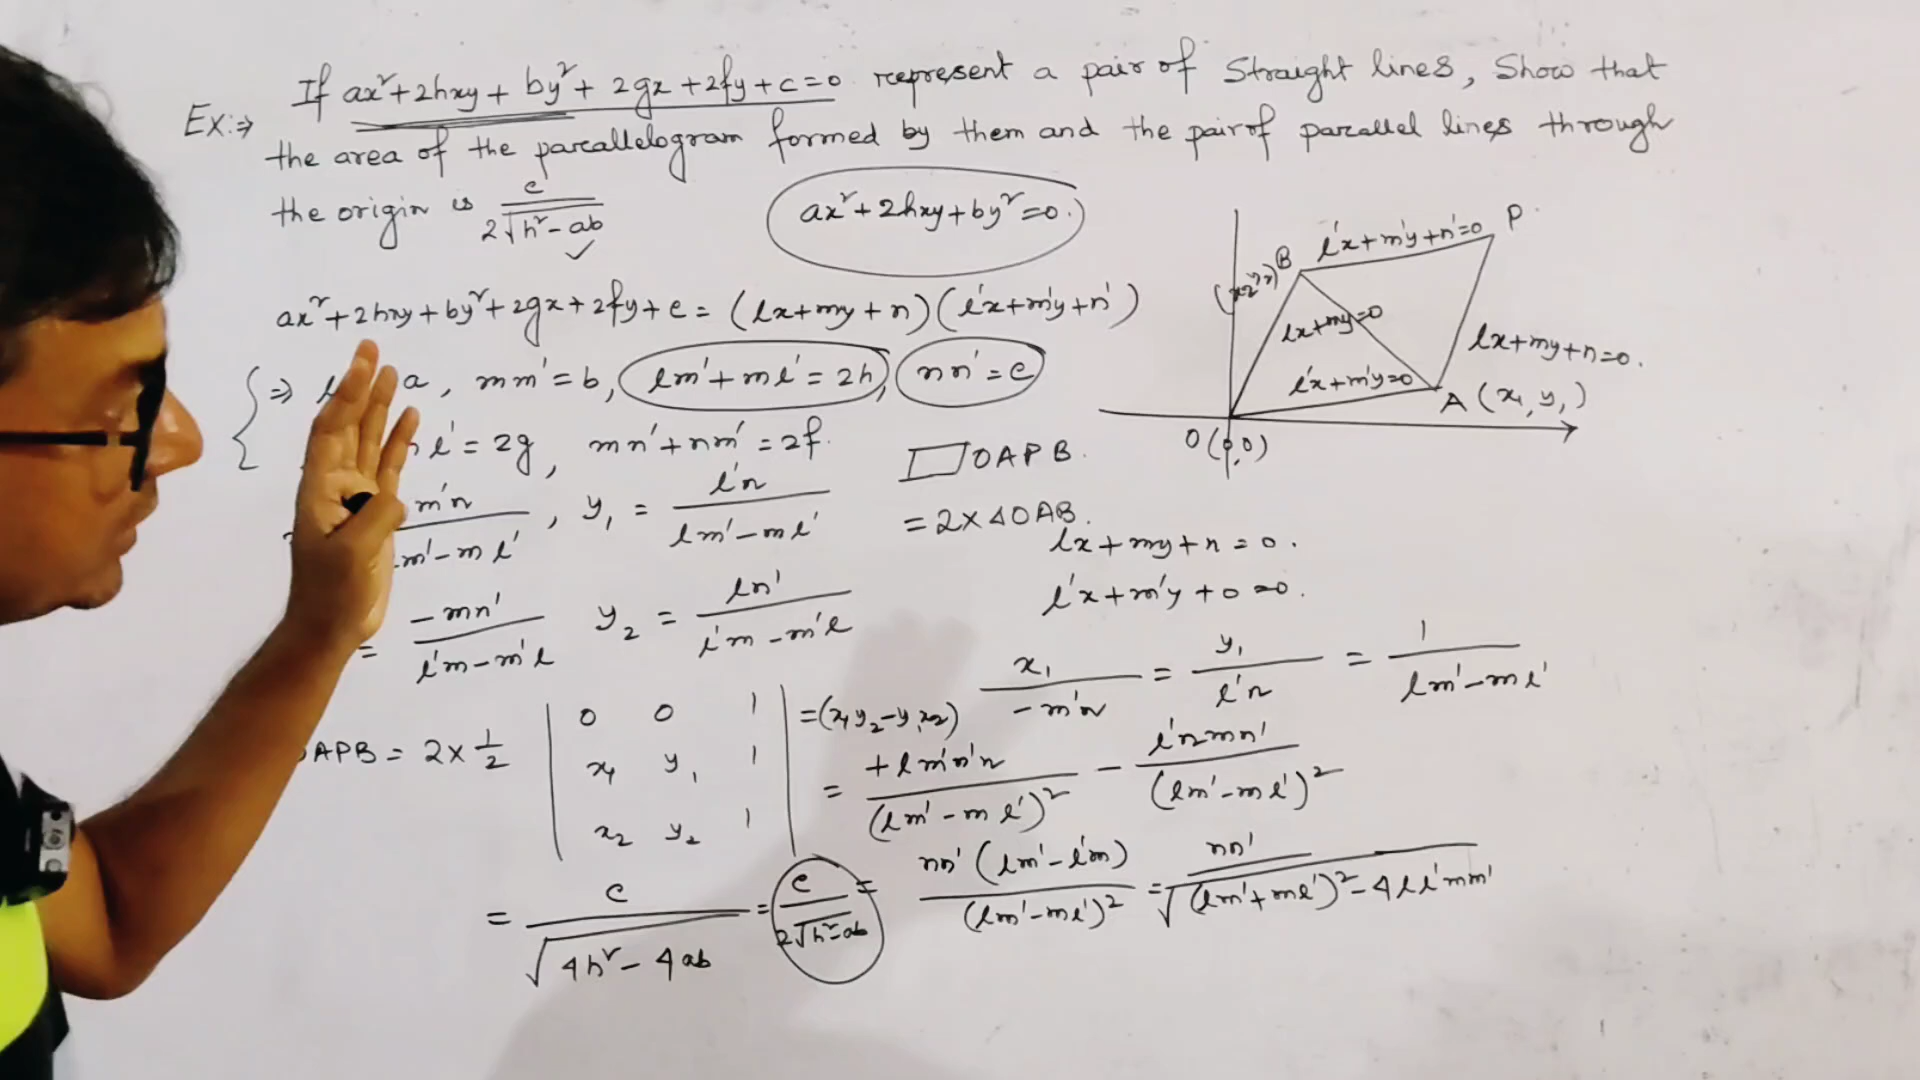 Ex:⇒ If ax²+2hxy+by²+2gx+2fy+c=0 represent a pair of Straight lines, Show that
the area of the parallelogram formed by them and the pair of parallel lines through
the origin is c/(2√(h²-ab))
ax²+2hxy+by²=0.
ax²+2hxy+by²+2gx+2fy+c = (lx+my+n)(l'x+m'y+n')
⇒ a, mm'=b, lm'+ml'=2h, nn'=c
l'=2g, mn'+nm'=2f.
m'n/ m'-ml', y₁ = l'n/(lm'-ml')
= -mn'/(l'm-m'l) y₂ = ln'/(l'm-m'l)
l'x+m'y+n'=0 P
B
lx+my=0
lx+my+n=0.
l'x+m'y=0
A (x₁, y₁)
O(0,0)
▱OAPB.
= 2×△OAB.
lx+my+n=0.
l'x+m'y+0=0.
x₁/(-m'n) = y₁/(l'n) = 1/(lm'-ml')
APB = 2×1/2 | 0 0 1 | = (x₁y₂-y₁x₂)
x₁ y₁ 1
x₂ y₂ 1
= +lm'n'n/(lm'-ml')² - l'nmn'/(lm'-ml')²
= nn'(lm'-l'm)/(lm'-ml')² = nn'/√((lm'+ml')²-4ll'mm')
= c/√(4h²-4ab) = c/(2√(h²-ab))